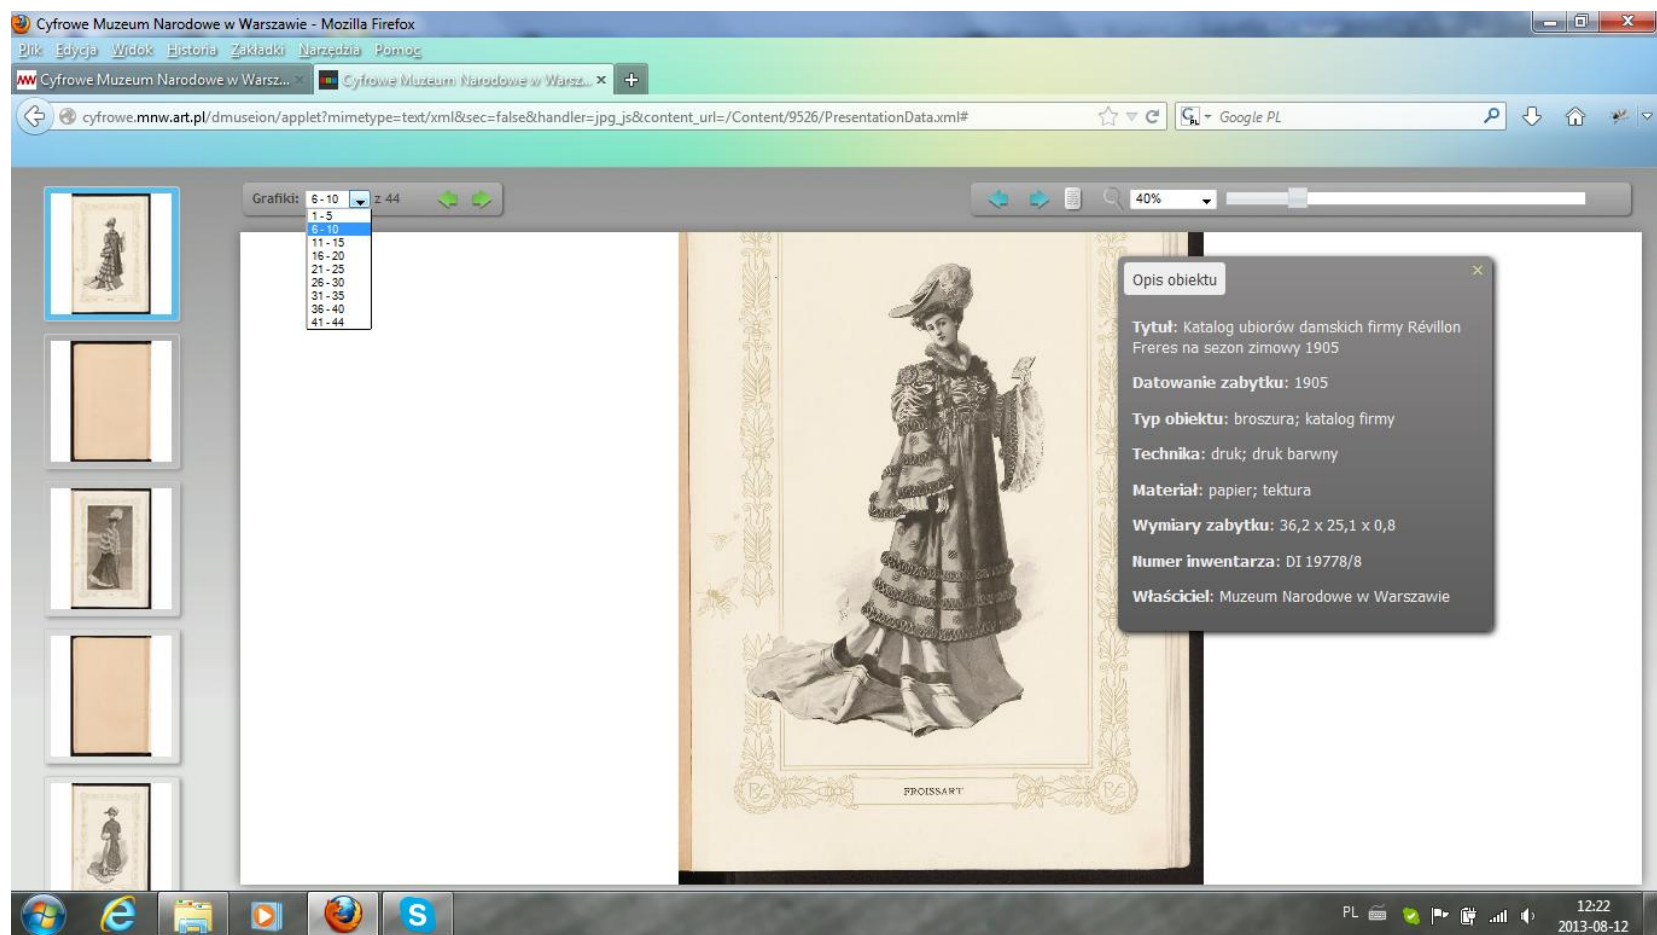 Cyfrowe Muzeum Narodowe w Warszawie - Mozilla Firefox
Plik Edycja Widok Historia Zakładki Narzędzia Pomoc
Cyfrowe Muzeum Narodowe w Warsz...
Cyfrowe Muzeum Narodowe w Warsz...
cyfrowe.mnw.art.pl/dmuseion/applet?mimetype=text/xml&sec=false&handler=jpg_js&content_url=/Content/9526/PresentationData.xml#
Google PL
Grafiki: 6-10 z 44
40%
1-5
6-10
11-15
16-20
21-25
26-30
31-35
36-40
41-44
Opis obiektu
Tytuł: Katalog ubiorów damskich firmy Révillon
Freres na sezon zimowy 1905
Datowanie zabytku: 1905
Typ obiektu: broszura; katalog firmy
Technika: druk; druk barwny
Materiał: papier; tektura
Wymiary zabytku: 36,2 x 25,1 x 0,8
Numer inwentarza: DI 19778/8
Właściciel: Muzeum Narodowe w Warszawie
FROISSART
PL
12:22
2013-08-12